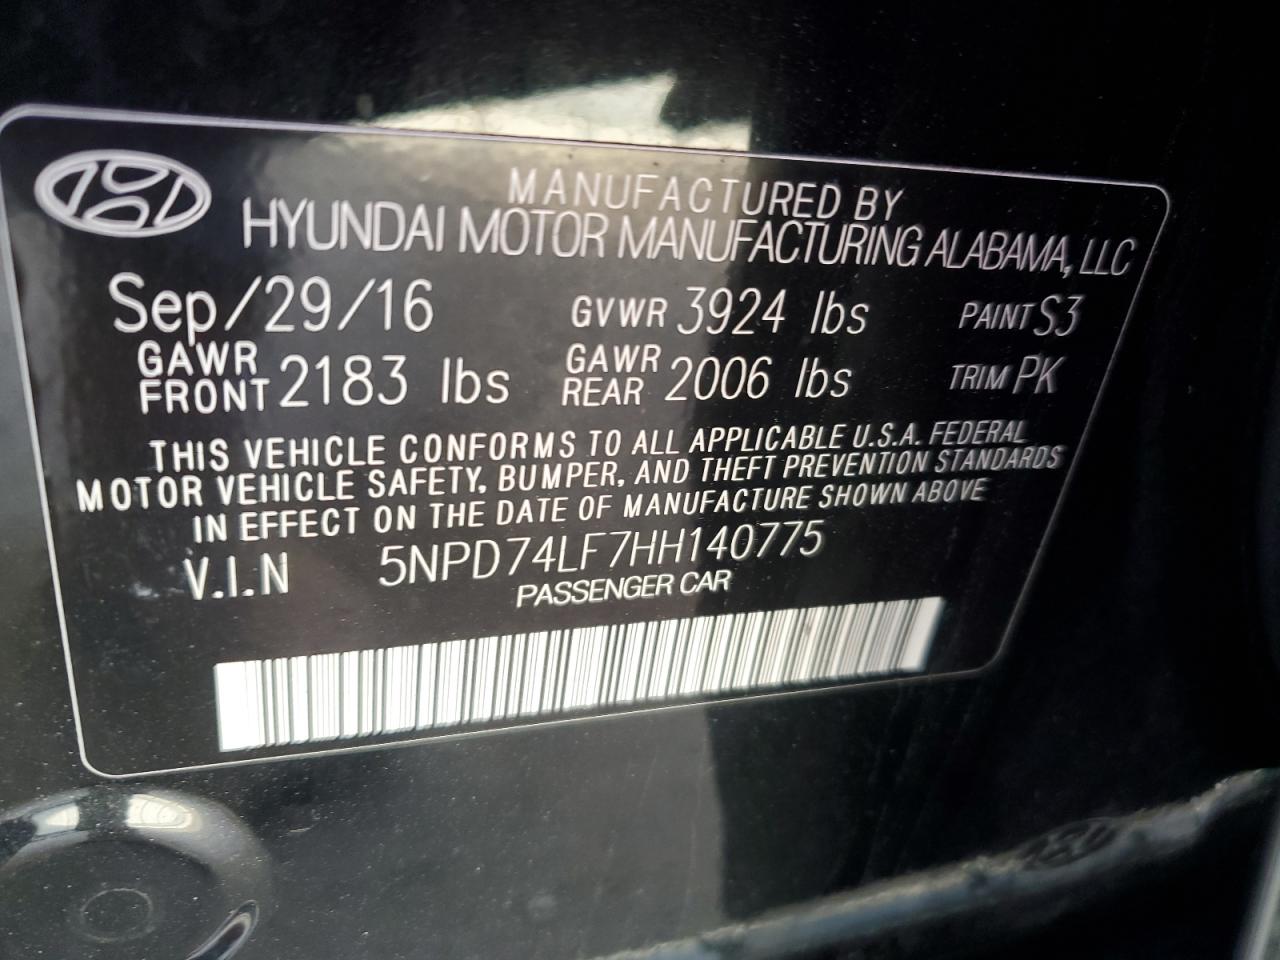 MANUFACTURED BY
HYUNDAI MOTOR MANUFACTURING ALABAMA, LLC
Sep/29/16 GVWR 3924 lbs PAINT S3
GAWR FRONT 2183 lbs GAWR REAR 2006 lbs TRIM PK
THIS VEHICLE CONFORMS TO ALL APPLICABLE U.S.A. FEDERAL
MOTOR VEHICLE SAFETY, BUMPER, AND THEFT PREVENTION STANDARDS
IN EFFECT ON THE DATE OF MANUFACTURE SHOWN ABOVE
V.I.N 5NPD74LF7HH140775
PASSENGER CAR